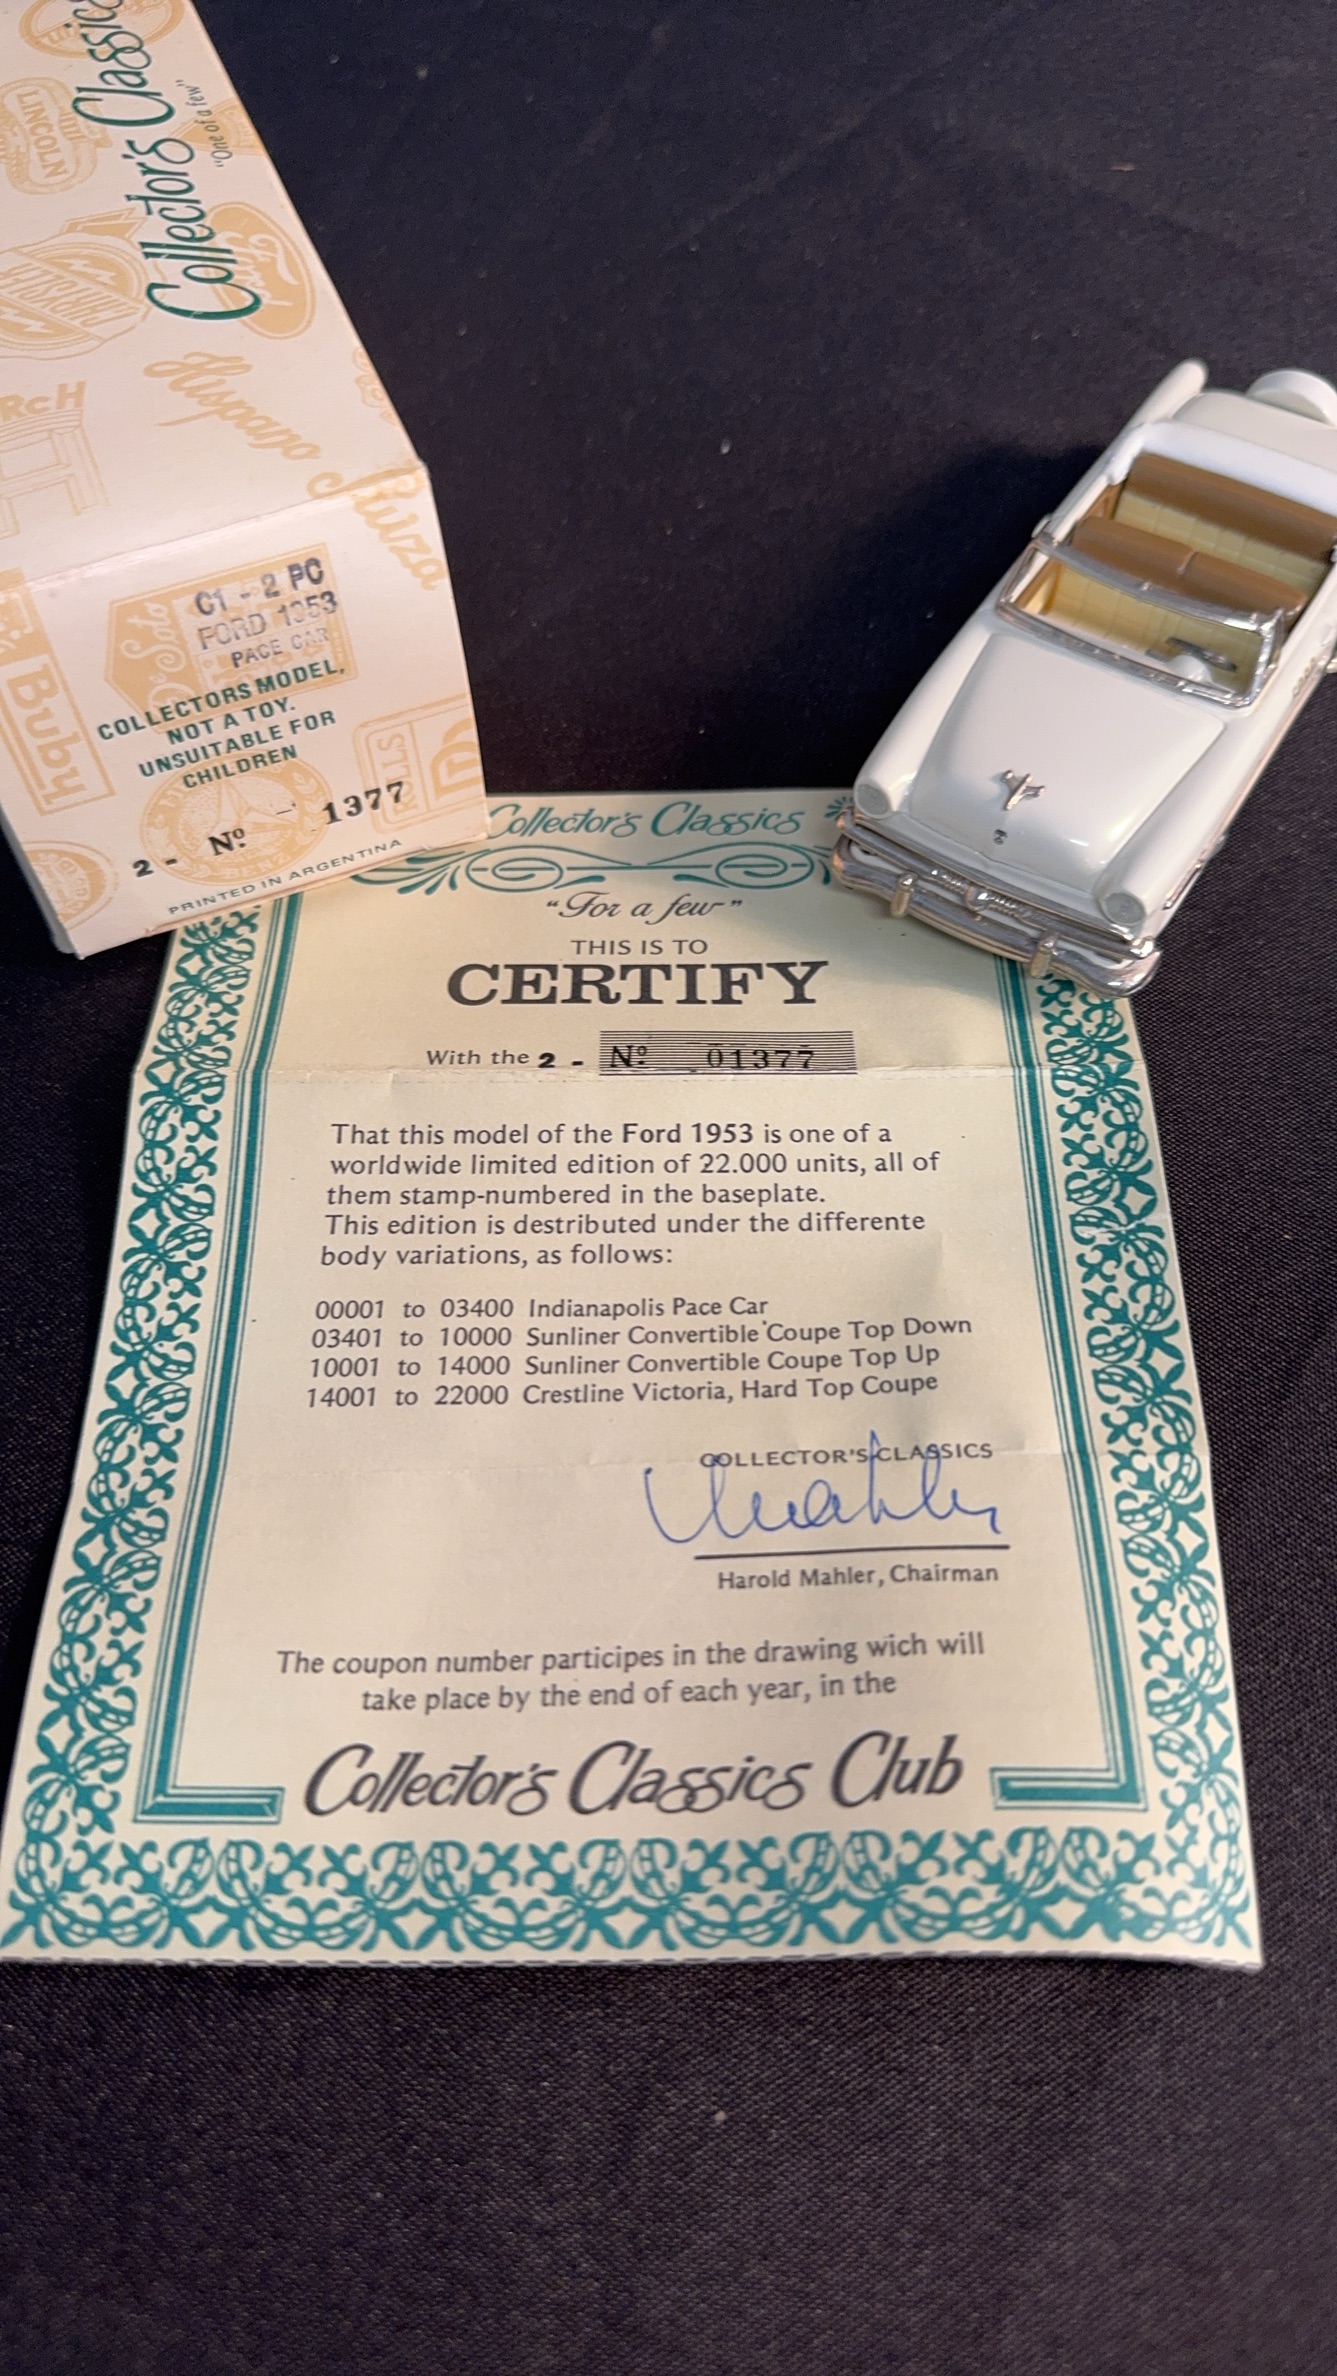 Collector's Classics
"One of a few"
LINCOLN
CHRYSLER
Ford
Hispano Suiza
C1 - 2 PC
FORD 1953
PACE CAR
De Soto
Buby
COLLECTORS MODEL,
NOT A TOY.
UNSUITABLE FOR
CHILDREN
2 - Nº - 1377
PRINTED IN ARGENTINA
Collector's Classics
"For a few"
THIS IS TO
CERTIFY
With the 2 - Nº 01377
That this model of the Ford 1953 is one of a
worldwide limited edition of 22.000 units, all of
them stamp-numbered in the baseplate.
This edition is destributed under the differente
body variations, as follows:
00001 to 03400 Indianapolis Pace Car
03401 to 10000 Sunliner Convertible Coupe Top Down
10001 to 14000 Sunliner Convertible Coupe Top Up
14001 to 22000 Crestline Victoria, Hard Top Coupe
COLLECTOR'S CLASSICS
Harold Mahler, Chairman
The coupon number participes in the drawing wich will
take place by the end of each year, in the
Collector's Classics Club